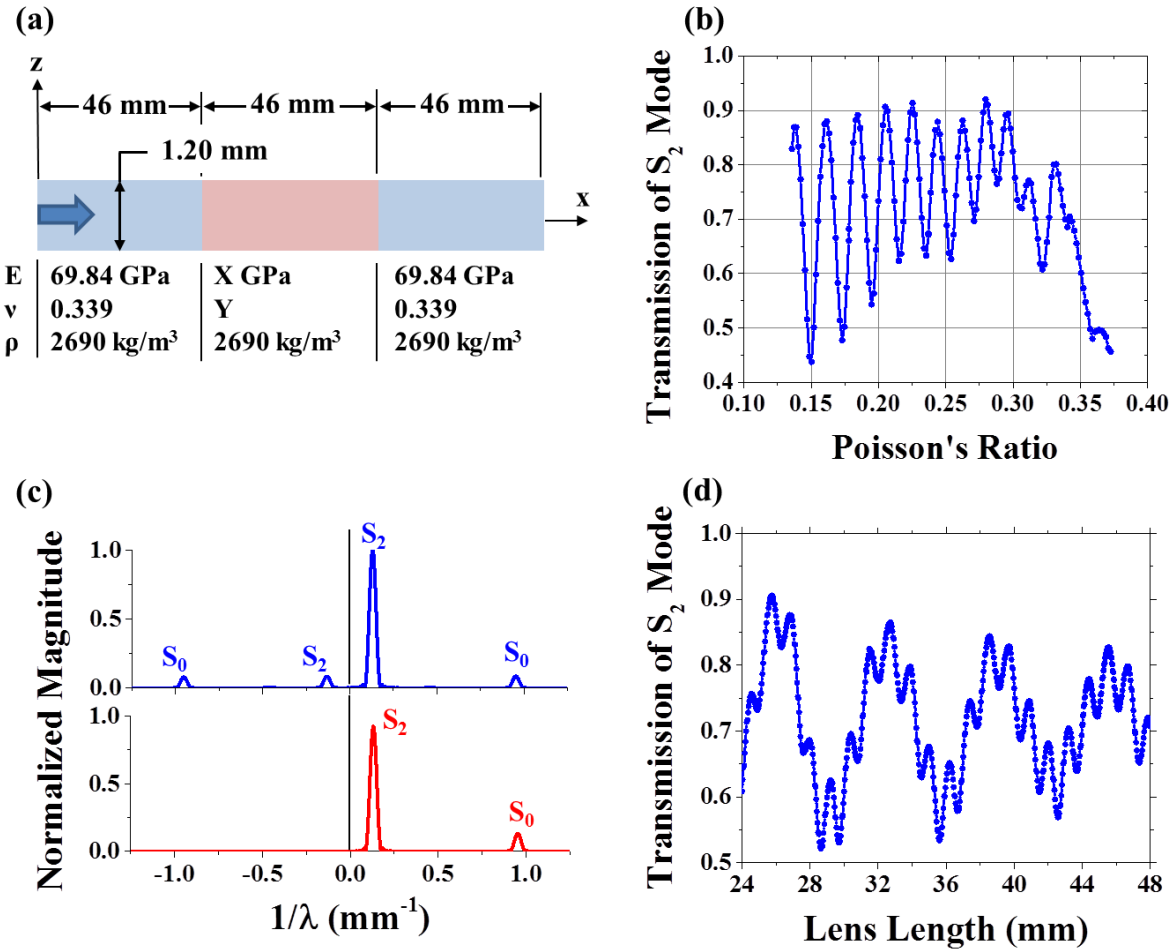 (a)
z
46 mm 46 mm 46 mm
1.20 mm
x
E 69.84 GPa X GPa 69.84 GPa
ν 0.339 Y 0.339
ρ 2690 kg/m³ 2690 kg/m³ 2690 kg/m³
(b)
Transmission of S₂ Mode
1.0
0.9
0.8
0.7
0.6
0.5
0.4
0.10 0.15 0.20 0.25 0.30 0.35 0.40
Poisson's Ratio
(c)
Normalized Magnitude
S₂
1.0
0.5
S₀ S₂ S₀
0.0
S₂
1.0
0.5
S₀
0.0
-1.0 -0.5 0.0 0.5 1.0
1/λ (mm⁻¹)
(d)
Transmission of S₂ Mode
1.0
0.9
0.8
0.7
0.6
0.5
24 28 32 36 40 44 48
Lens Length (mm)